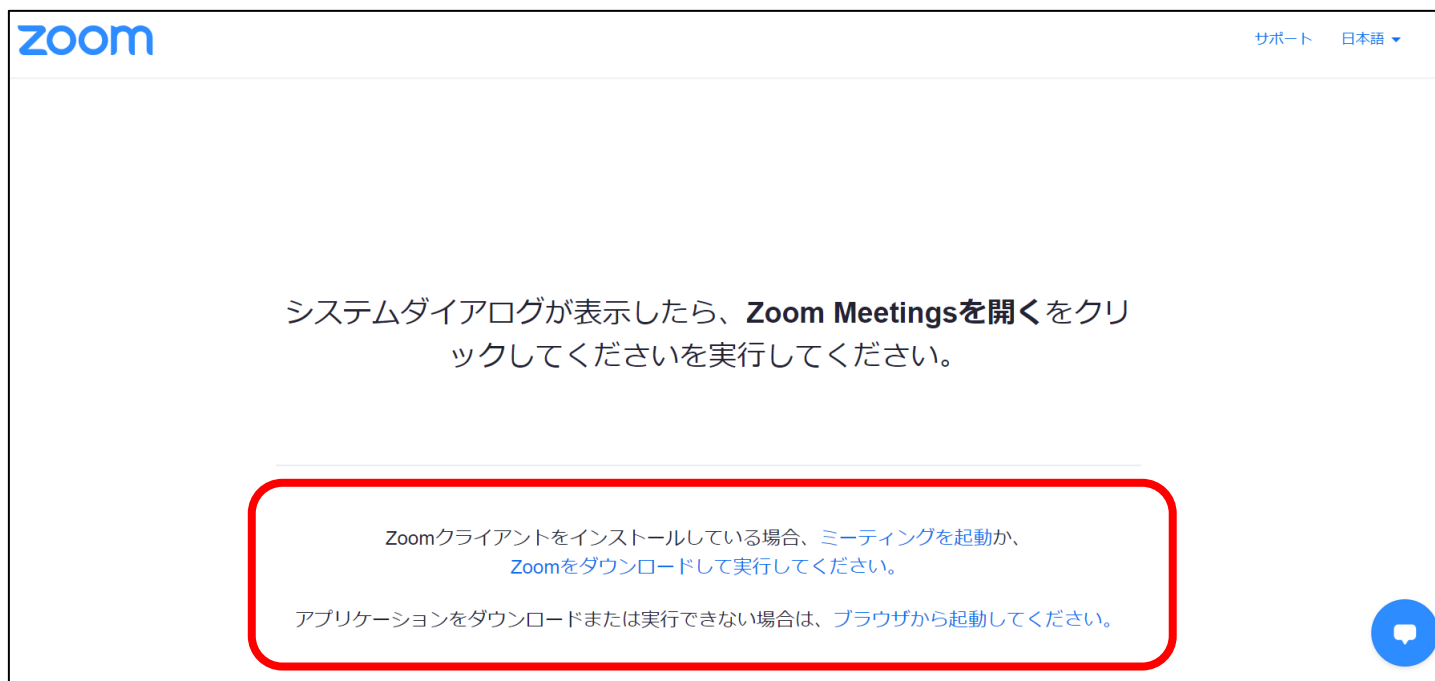 zoom
サポート 日本語
システムダイアログが表示したら、Zoom Meetingsを開くをクリ
ックしてくださいを実行してください。
Zoomクライアントをインストールしている場合、ミーティングを起動か、
Zoomをダウンロードして実行してください。
アプリケーションをダウンロードまたは実行できない場合は、ブラウザから起動してください。